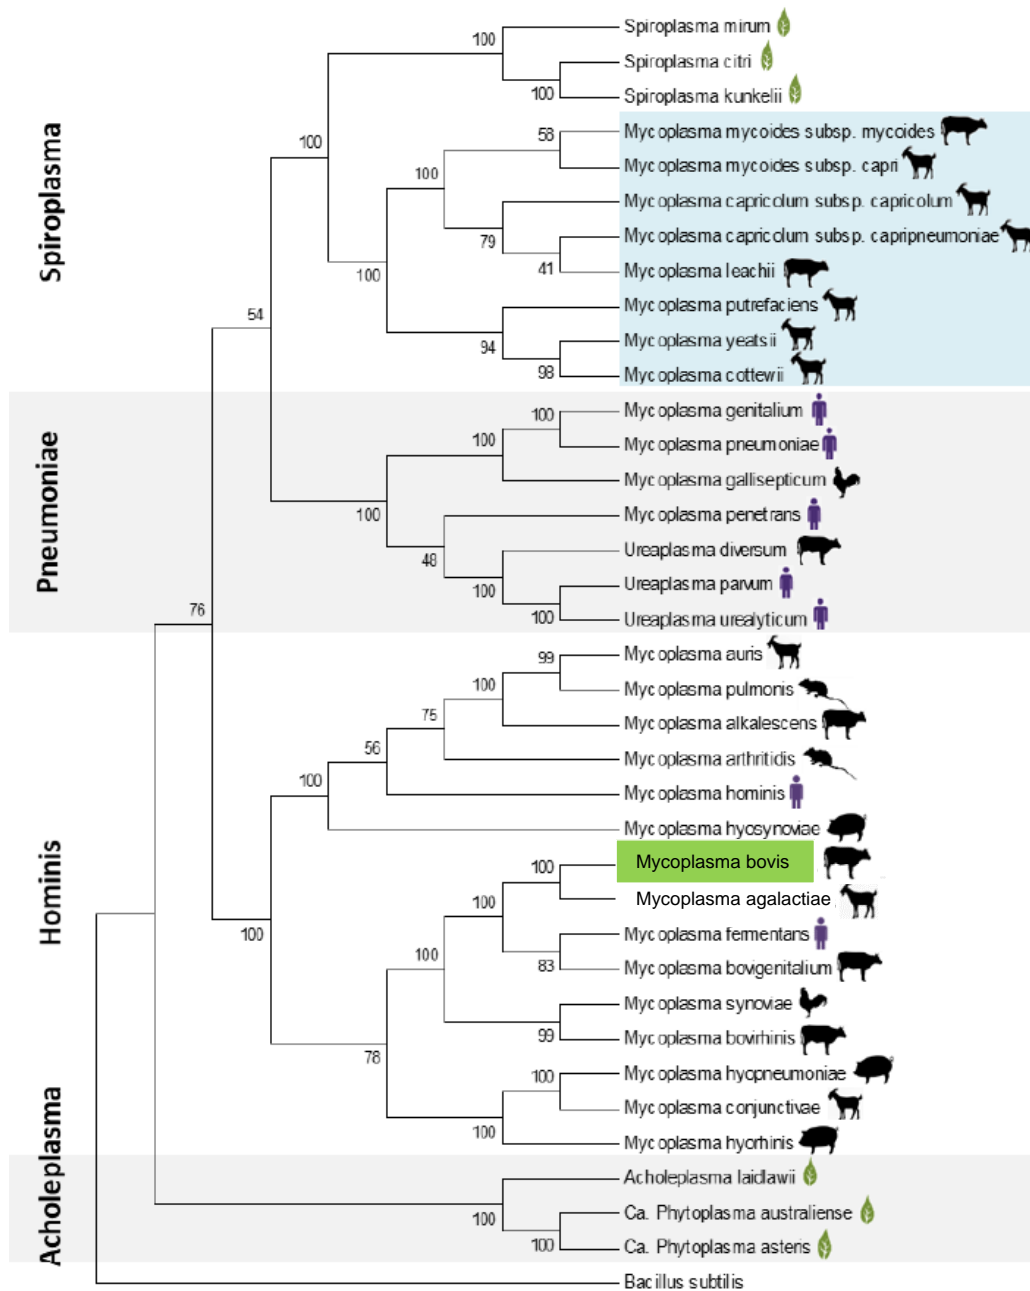 Spiroplasma
Pneumoniae
Hominis
Acholeplasma
Spiroplasma mirum
Spiroplasma citri
Spiroplasma kunkelii
Mycoplasma mycoides subsp. mycoides
Mycoplasma mycoides subsp. capri
Mycoplasma capricolum subsp. capricolum
Mycoplasma capricolum subsp. capripneumoniae
Mycoplasma leachii
Mycoplasma putrefaciens
Mycoplasma yeatsii
Mycoplasma cottewii
Mycoplasma genitalium
Mycoplasma pneumoniae
Mycoplasma gallisepticum
Mycoplasma penetrans
Ureaplasma diversum
Ureaplasma parvum
Ureaplasma urealyticum
Mycoplasma auris
Mycoplasma pulmonis
Mycoplasma alkalescens
Mycoplasma arthritidis
Mycoplasma hominis
Mycoplasma hyosynoviae
Mycoplasma bovis
Mycoplasma agalactiae
Mycoplasma fermentans
Mycoplasma bovigenitalium
Mycoplasma synoviae
Mycoplasma bovirhinis
Mycoplasma hyopneumoniae
Mycoplasma conjunctivae
Mycoplasma hyorhinis
Acholeplasma laidlawii
Ca. Phytoplasma australiense
Ca. Phytoplasma asteris
Bacillus subtilis
100
100
58
100
100
79
41
100
94
98
54
100
100
100
48
100
100
76
99
100
75
56
100
100
100
100
83
99
78
100
100
100
100